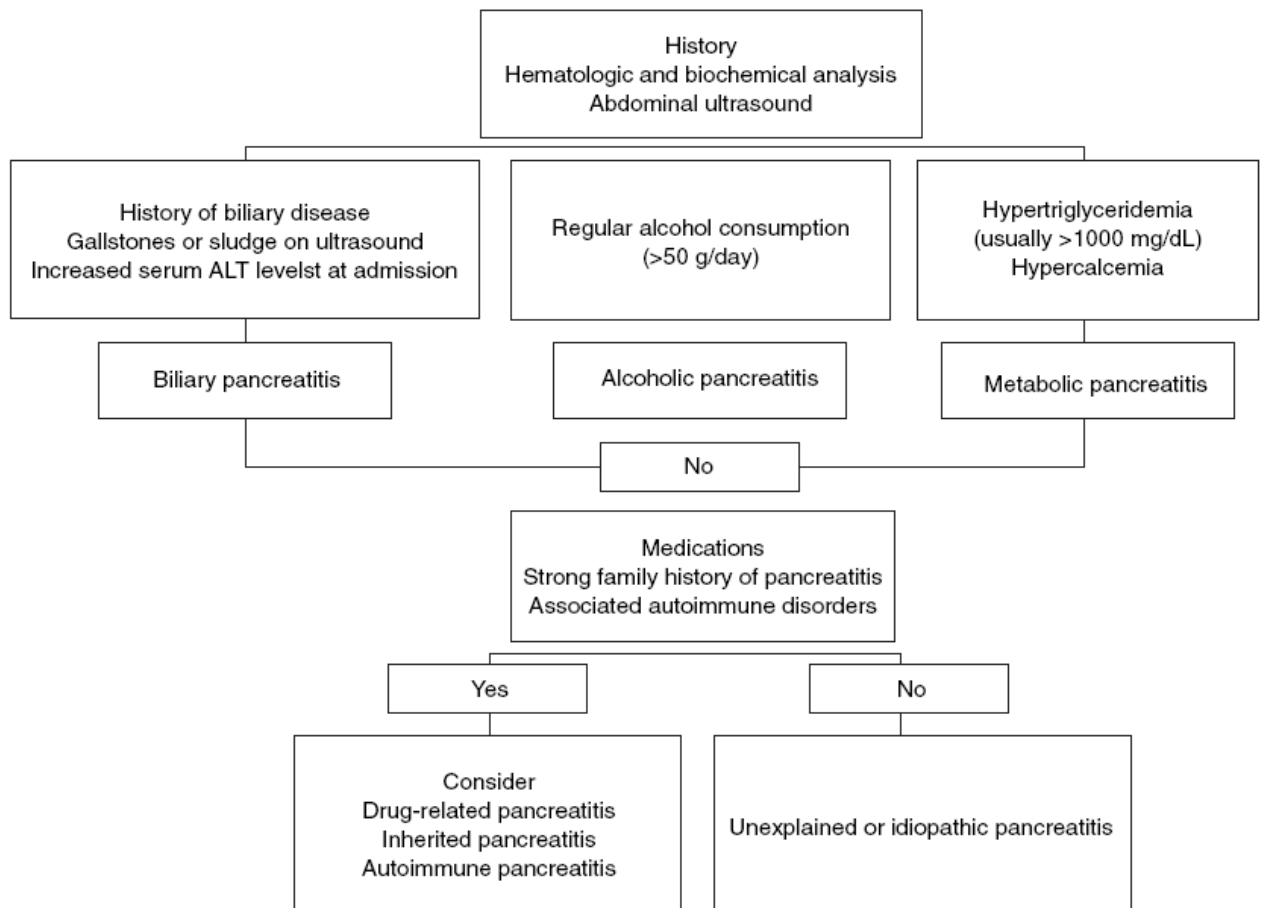 History
Hematologic and biochemical analysis
Abdominal ultrasound
History of biliary disease
Gallstones or sludge on ultrasound
Increased serum ALT levelst at admission
Regular alcohol consumption
(>50 g/day)
Hypertriglyceridemia
(usually >1000 mg/dL)
Hypercalcemia
Biliary pancreatitis
Alcoholic pancreatitis
Metabolic pancreatitis
No
Medications
Strong family history of pancreatitis
Associated autoimmune disorders
Yes
No
Consider
Drug-related pancreatitis
Inherited pancreatitis
Autoimmune pancreatitis
Unexplained or idiopathic pancreatitis